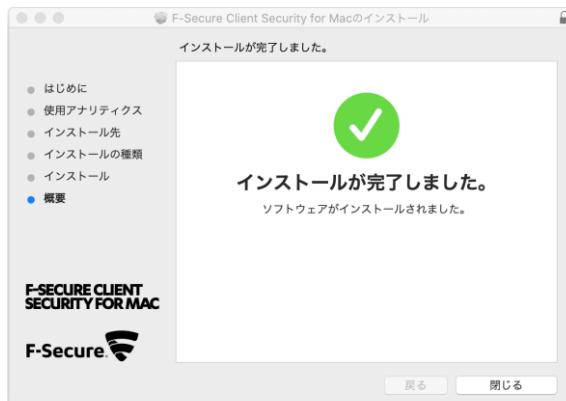 F-Secure Client Security for Macのインストール
インストールが完了しました。
はじめに
使用アナリティクス
インストール先
インストールの種類
インストール
概要
インストールが完了しました。
ソフトウェアがインストールされました。
F-SECURE CLIENT
SECURITY FOR MAC
F-Secure.
戻る
閉じる